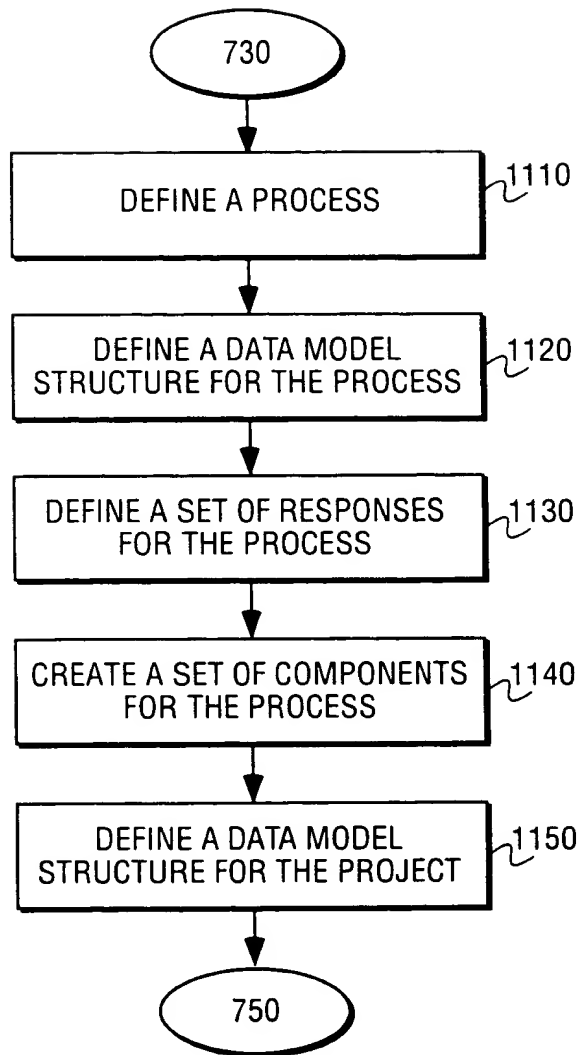 730
DEFINE A PROCESS
1110
DEFINE A DATA MODEL
STRUCTURE FOR THE PROCESS
1120
DEFINE A SET OF RESPONSES
FOR THE PROCESS
1130
CREATE A SET OF COMPONENTS
FOR THE PROCESS
1140
DEFINE A DATA MODEL
STRUCTURE FOR THE PROJECT
1150
750